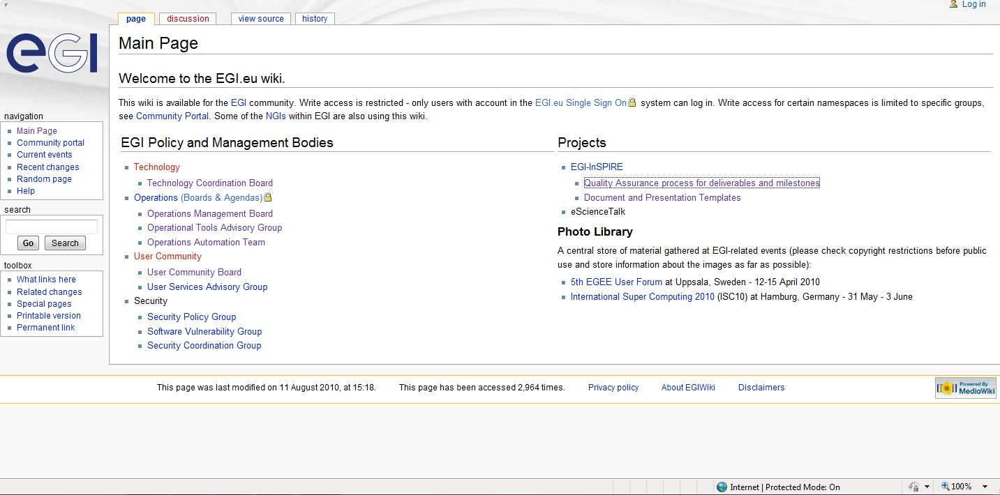 Log in
page discussion view source history
EGI
Main Page
Welcome to the EGI.eu wiki.
This wiki is available for the EGI community. Write access is restricted - only users with account in the EGI.eu Single Sign On system can log in. Write access for certain namespaces is limited to specific groups,
see Community Portal. Some of the NGIs within EGI are also using this wiki.
navigation
Main Page
Community portal
Current events
Recent changes
Random page
Help
search
Go Search
toolbox
What links here
Related changes
Special pages
Printable version
Permanent link
EGI Policy and Management Bodies
Technology
Technology Coordination Board
Operations (Boards & Agendas)
Operations Management Board
Operational Tools Advisory Group
Operations Automation Team
User Community
User Community Board
User Services Advisory Group
Security
Security Policy Group
Software Vulnerability Group
Security Coordination Group
Projects
EGI-InSPIRE
Quality Assurance process for deliverables and milestones
Document and Presentation Templates
eScienceTalk
Photo Library
A central store of material gathered at EGI-related events (please check copyright restrictions before public
use and store information about the images as far as possible):
5th EGEE User Forum at Uppsala, Sweden - 12-15 April 2010
International Super Computing 2010 (ISC10) at Hamburg, Germany - 31 May - 3 June
This page was last modified on 11 August 2010, at 15:18. This page has been accessed 2,964 times. Privacy policy About EGIWiki Disclaimers
Powered By
MediaWiki
Internet | Protected Mode: On 100%